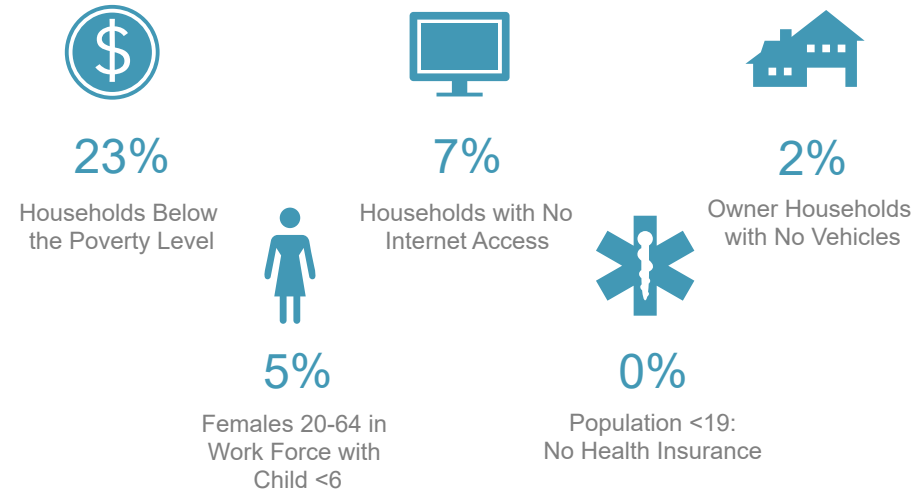 $
23%
Households Below
the Poverty Level
7%
Households with No
Internet Access
2%
Owner Households
with No Vehicles
5%
Females 20-64 in
Work Force with
Child <6
0%
Population <19:
No Health Insurance